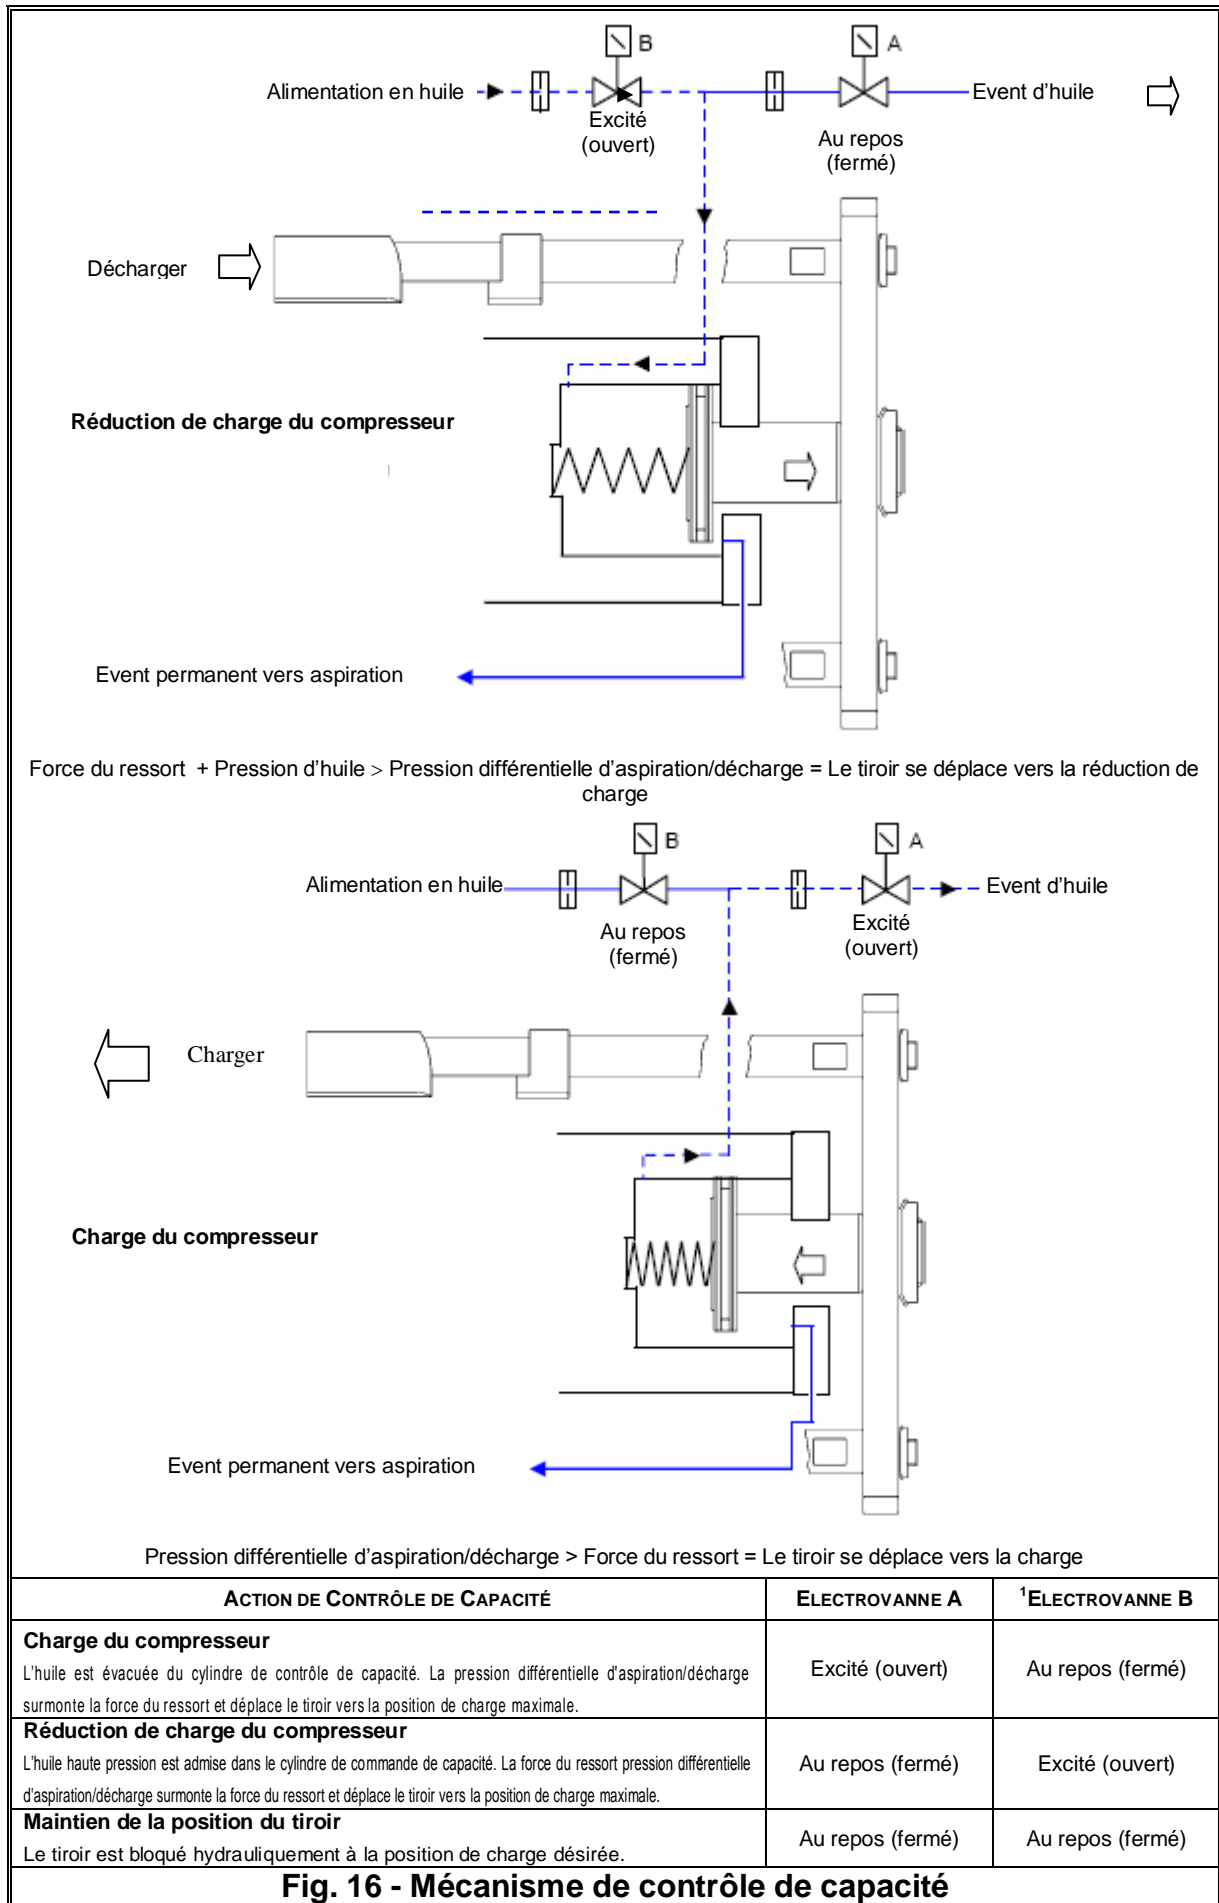 B
A
Alimentation en huile
Event d'huile
Excité
(ouvert)
Au repos
(fermé)
Décharger
Réduction de charge du compresseur
Event permanent vers aspiration
Force du ressort + Pression d'huile > Pression différentielle d'aspiration/décharge = Le tiroir se déplace vers la réduction de
charge
B
A
Alimentation en huile
Event d'huile
Au repos
(fermé)
Excité
(ouvert)
Charger
Charge du compresseur
Event permanent vers aspiration
Pression différentielle d'aspiration/décharge > Force du ressort = Le tiroir se déplace vers la charge
ACTION DE CONTRÔLE DE CAPACITÉ
ELECTROVANNE A
¹ELECTROVANNE B
Charge du compresseur
L'huile est évacuée du cylindre de contrôle de capacité. La pression différentielle d'aspiration/décharge
surmonte la force du ressort et déplace le tiroir vers la position de charge maximale.
Excité (ouvert)
Au repos (fermé)
Réduction de charge du compresseur
L'huile haute pression est admise dans le cylindre de commande de capacité. La force du ressort pression différentielle
d'aspiration/décharge surmonte la force du ressort et déplace le tiroir vers la position de charge maximale.
Au repos (fermé)
Excité (ouvert)
Maintien de la position du tiroir
Le tiroir est bloqué hydrauliquement à la position de charge désirée.
Au repos (fermé)
Au repos (fermé)
Fig. 16 - Mécanisme de contrôle de capacité